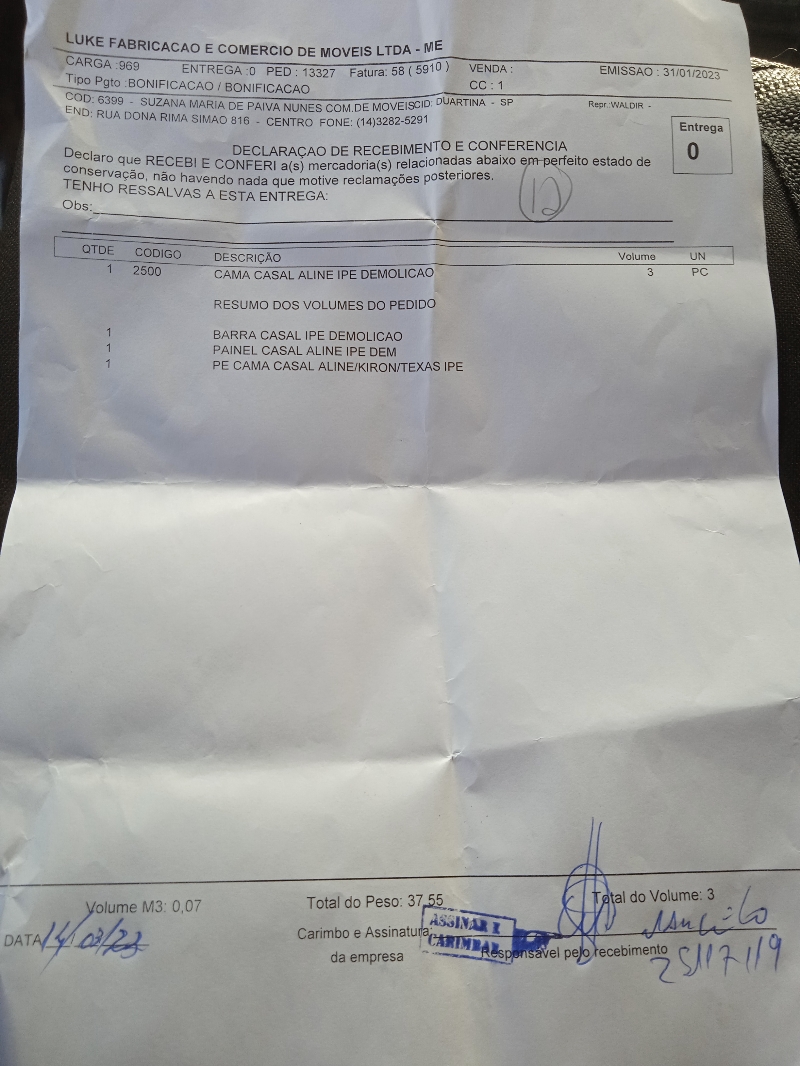 LUKE FABRICACAO E COMERCIO DE MOVEIS LTDA - ME
CARGA :969 ENTREGA :0 PED : 13327 Fatura: 58 ( 5910 ) VENDA : EMISSAO : 31/01/2023
Tipo Pgto :BONIFICACAO / BONIFICACAO CC : 1
COD: 6399 - SUZANA MARIA DE PAIVA NUNES COM.DE MOVEISCID: DUARTINA - SP Repr.:WALDIR -
END: RUA DONA RIMA SIMAO 816 - CENTRO FONE: (14)3282-5291
Entrega
0
DECLARAÇAO DE RECEBIMENTO E CONFERENCIA
Declaro que RECEBI E CONFERI a(s) mercadoria(s) relacionadas abaixo em perfeito estado de
conservação, não havendo nada que motive reclamações posteriores.
TENHO RESSALVAS A ESTA ENTREGA:
12
Obs:
QTDE CODIGO DESCRIÇÃO Volume UN
1 2500 CAMA CASAL ALINE IPE DEMOLICAO 3 PC
RESUMO DOS VOLUMES DO PEDIDO
1 BARRA CASAL IPE DEMOLICAO
1 PAINEL CASAL ALINE IPE DEM
1 PE CAMA CASAL ALINE/KIRON/TEXAS IPE
Volume M3: 0,07 Total do Peso: 37,55 Total do Volume: 3
DATA 14/03/23 Carimbo e Assinatura:
ASSINAR E
CARIMBAR
da empresa Responsável pelo recebimento